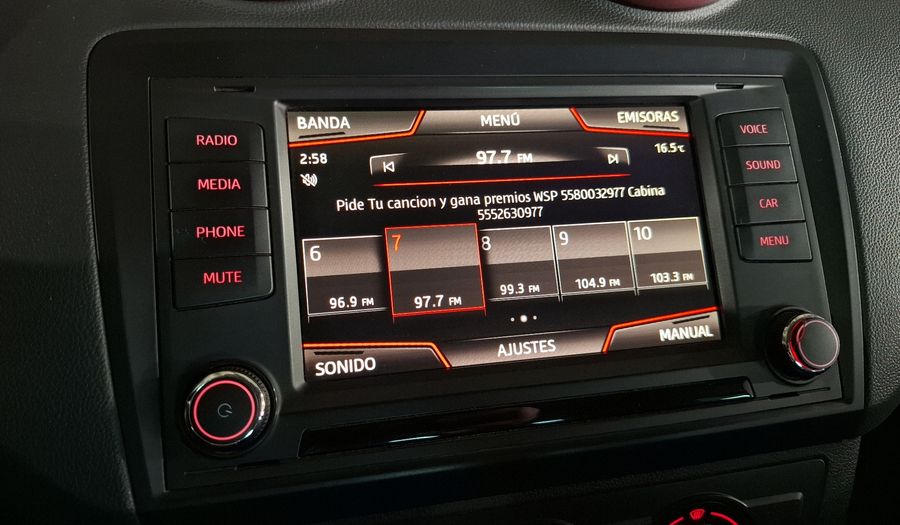 RADIO
MEDIA
PHONE
MUTE
BANDA
MENÚ
EMISORAS
2:58
97.7 FM
16.5°C
Pide Tu cancion y gana premios WSP 5580032977 Cabina
5552630977
6
7
8
9
10
96.9 FM
97.7 FM
99.3 FM
104.9 FM
103.3 FM
SONIDO
AJUSTES
MANUAL
VOICE
SOUND
CAR
MENU